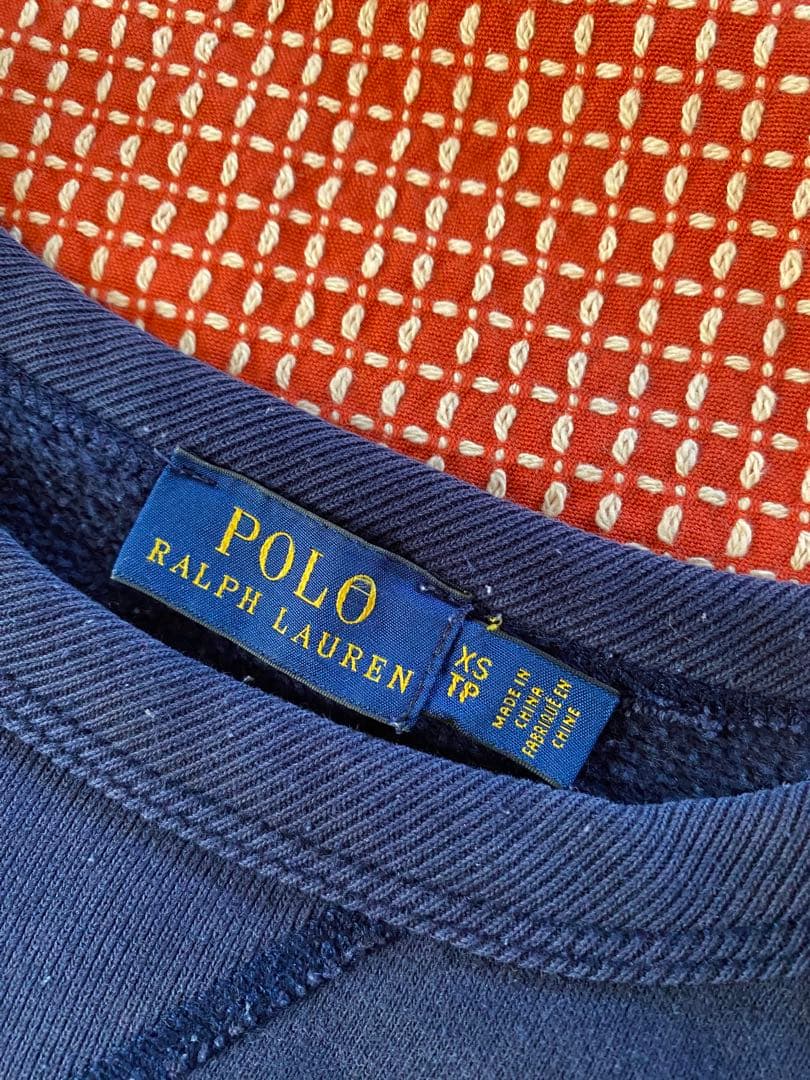 POLO
RALPH LAUREN
XS
TP
MADE IN
CHINA
FABRIQUÉ EN
CHINE